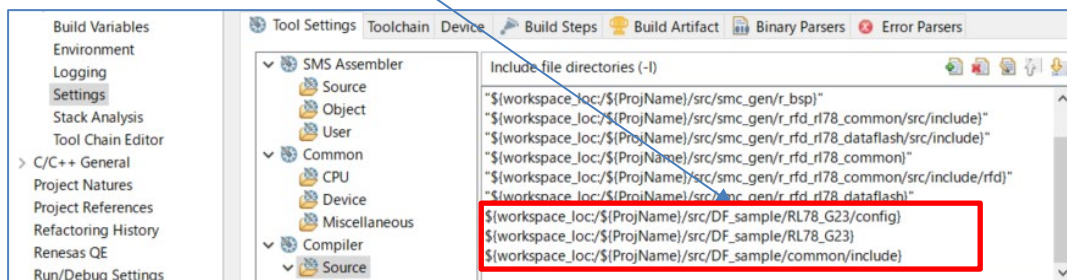 Build Variables
Environment
Logging
Settings
Stack Analysis
Tool Chain Editor
C/C++ General
Project Natures
Project References
Refactoring History
Renesas QE
Run/Debug Settings
Tool Settings Toolchain Device Build Steps Build Artifact Binary Parsers Error Parsers
SMS Assembler
Source
Object
User
Common
CPU
Device
Miscellaneous
Compiler
Source
Include file directories (-I)
"${workspace_loc:/${ProjName}/src/smc_gen/r_bsp}"
"${workspace_loc:/${ProjName}/src/smc_gen/r_rfd_rl78_common/src/include}"
"${workspace_loc:/${ProjName}/src/smc_gen/r_rfd_rl78_dataflash/src/include}"
"${workspace_loc:/${ProjName}/src/smc_gen/r_rfd_rl78_common}"
"${workspace_loc:/${ProjName}/src/smc_gen/r_rfd_rl78_common/src/include/rfd}"
"${workspace_loc:/${ProjName}/src/smc_gen/r_rfd_rl78_dataflash}"
${workspace_loc:/${ProjName}/src/DF_sample/RL78_G23/config}
${workspace_loc:/${ProjName}/src/DF_sample/RL78_G23}
${workspace_loc:/${ProjName}/src/DF_sample/common/include}